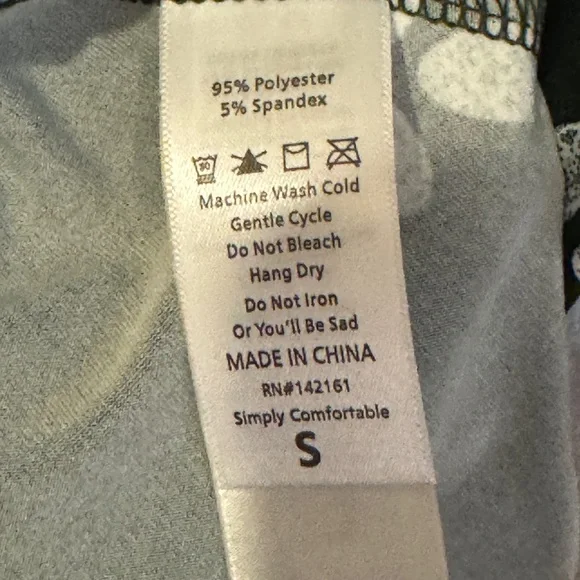 95% Polyester
5% Spandex
30
Machine Wash Cold
Gentle Cycle
Do Not Bleach
Hang Dry
Do Not Iron
Or You'll Be Sad
MADE IN CHINA
RN#142161
Simply Comfortable
S